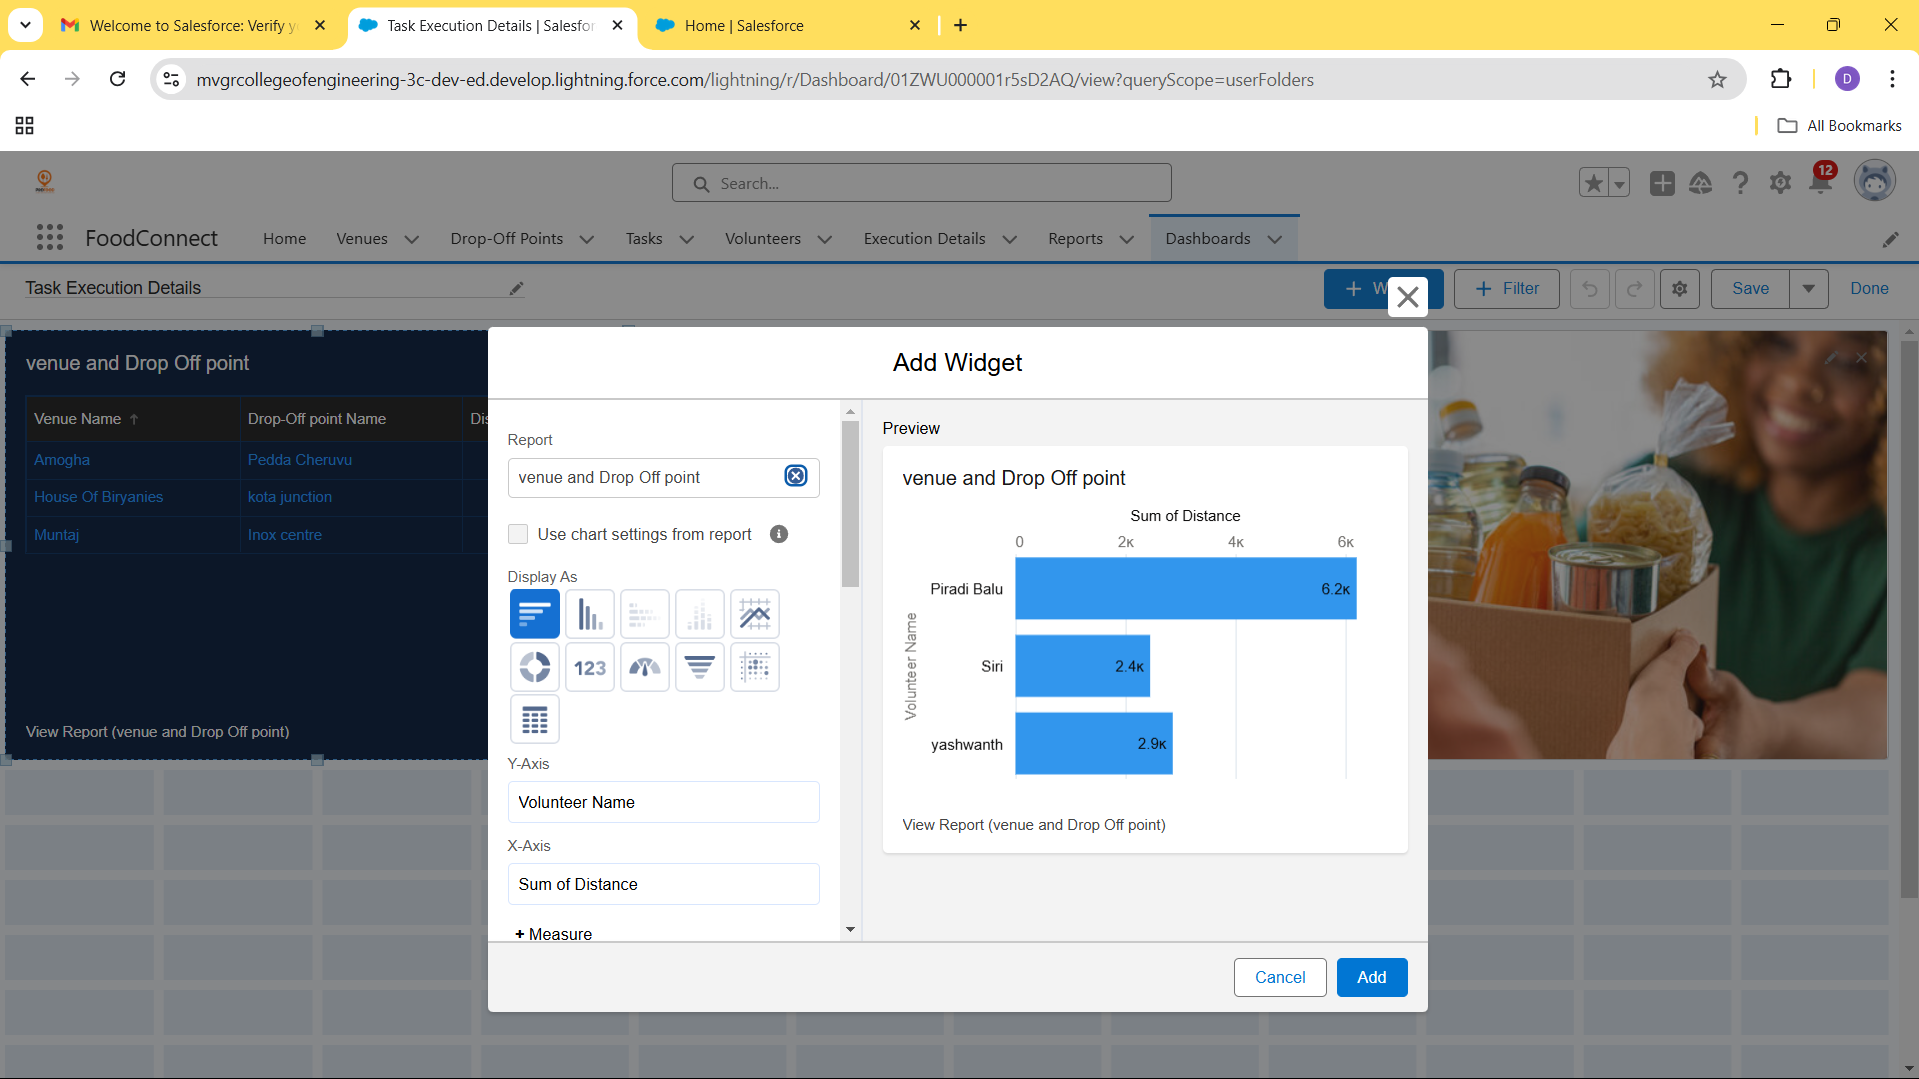 Welcome to Salesforce: Verify y
Task Execution Details | Salesfor
Home | Salesforce
mvgrcollegeofengineering-3c-dev-ed.develop.lightning.force.com/lightning/r/Dashboard/01ZWU000001r5sD2AQ/view?queryScope=userFolders
D
All Bookmarks
Search...
12
FoodConnect
Home
Venues
Drop-Off Points
Tasks
Volunteers
Execution Details
Reports
Dashboards
Task Execution Details
+ W
+ Filter
Save
Done
venue and Drop Off point
Venue Name ↑
Drop-Off point Name
Dis
Amogha
Pedda Cheruvu
House Of Biryanies
kota junction
Muntaj
Inox centre
View Report (venue and Drop Off point)
Add Widget
Report
venue and Drop Off point
Use chart settings from report
Display As
123
Y-Axis
Volunteer Name
X-Axis
Sum of Distance
+ Measure
Preview
venue and Drop Off point
Sum of Distance
0 2K 4K 6K
Volunteer Name
Piradi Balu
6.2K
Siri
2.4K
yashwanth
2.9K
View Report (venue and Drop Off point)
Cancel
Add